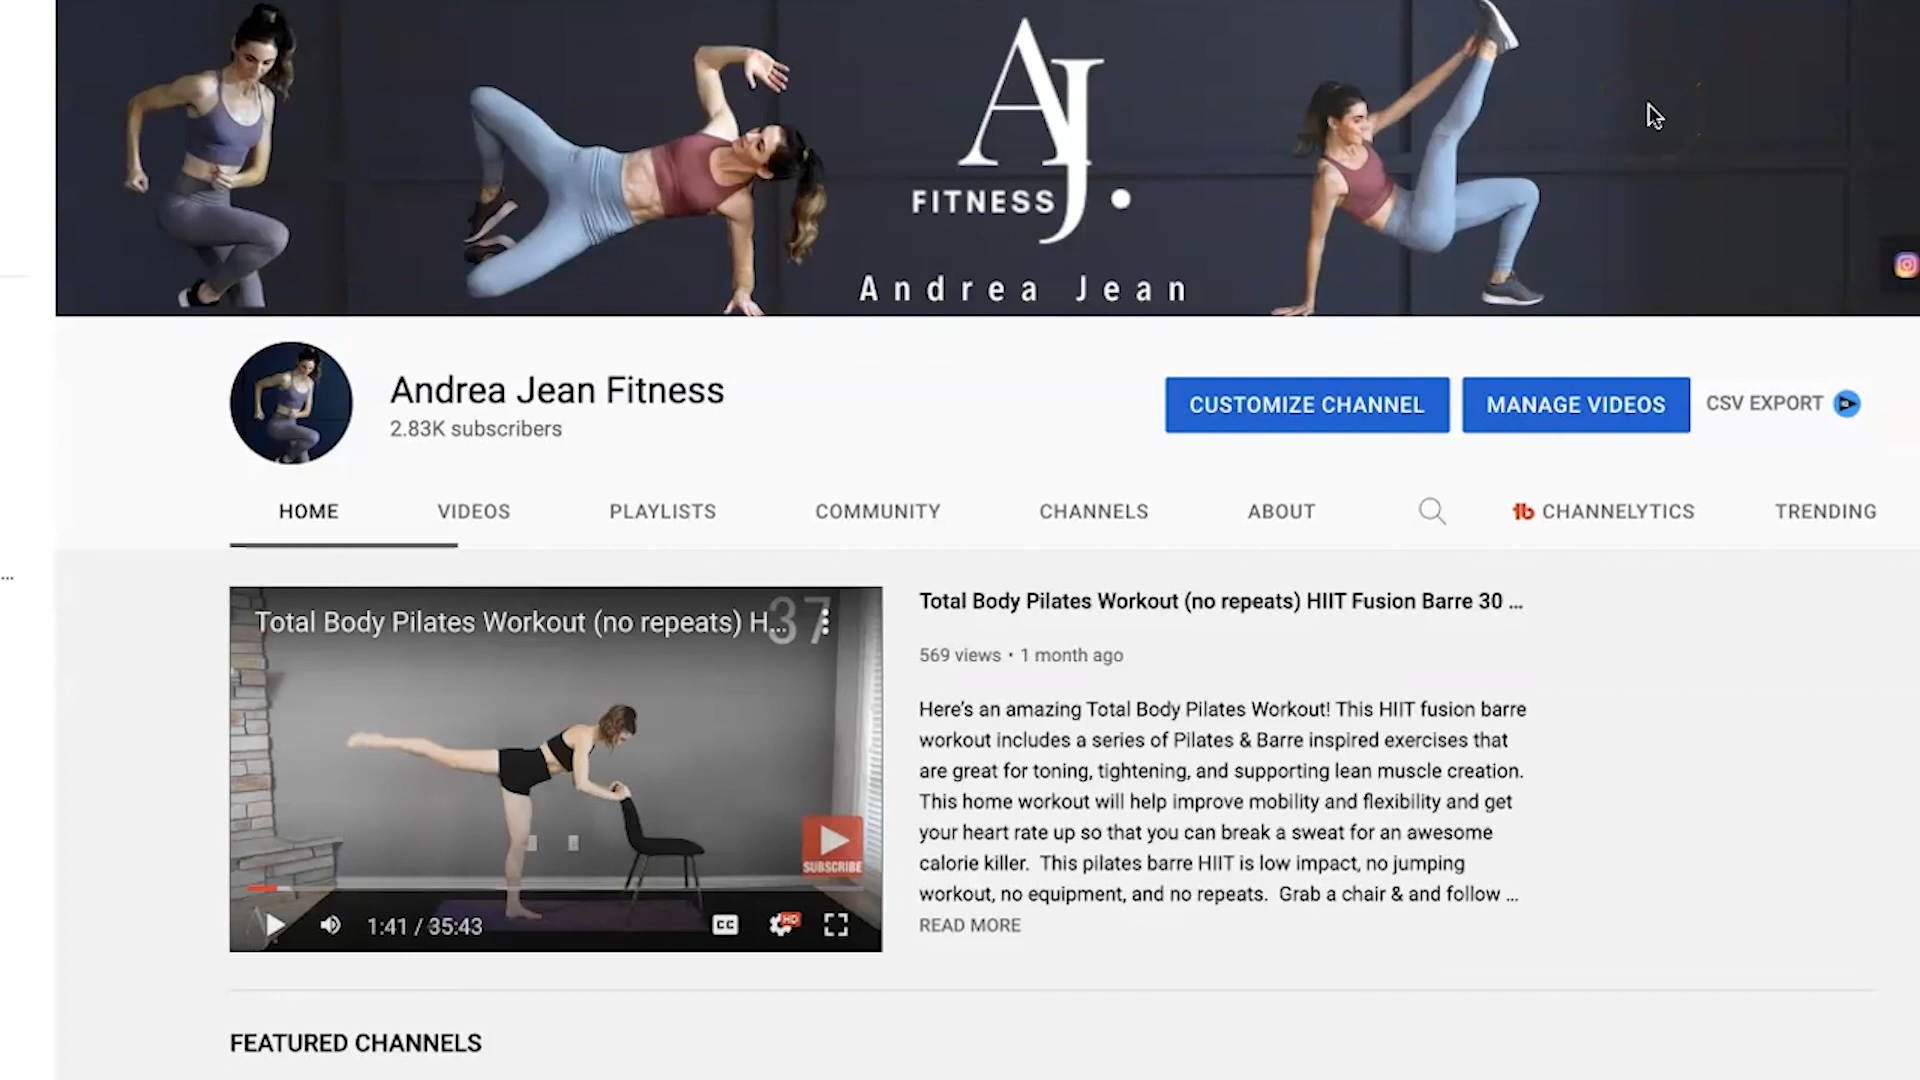 AJ.
FITNESS
Andrea Jean
Andrea Jean Fitness
2.83K subscribers
CUSTOMIZE CHANNEL
MANAGE VIDEOS
CSV EXPORT
HOME
VIDEOS
PLAYLISTS
COMMUNITY
CHANNELS
ABOUT
CHANNELYTICS
TRENDING
...
Total Body Pilates Workout (no repeats) H...
37
SUBSCRIBE
1:41 / 35:43
CC
HD
Total Body Pilates Workout (no repeats) HIIT Fusion Barre 30 ...
569 views • 1 month ago
Here's an amazing Total Body Pilates Workout! This HIIT fusion barre
workout includes a series of Pilates & Barre inspired exercises that
are great for toning, tightening, and supporting lean muscle creation.
This home workout will help improve mobility and flexibility and get
your heart rate up so that you can break a sweat for an awesome
calorie killer. This pilates barre HIIT is low impact, no jumping
workout, no equipment, and no repeats. Grab a chair & and follow ...
READ MORE
FEATURED CHANNELS